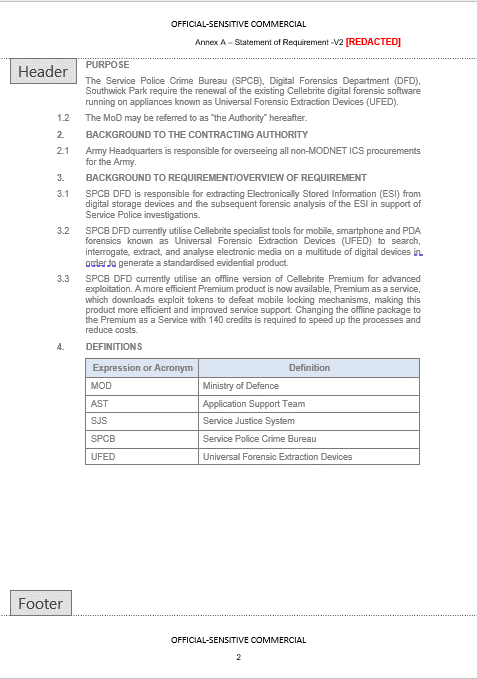 OFFICIAL-SENSITIVE COMMERCIAL
Annex A – Statement of Requirement -V2 [REDACTED]
Header
PURPOSE
The Service Police Crime Bureau (SPCB), Digital Forensics Department (DFD),
Southwick Park require the renewal of the existing Cellebrite digital forensic software
running on appliances known as Universal Forensic Extraction Devices (UFED).
1.2 The MoD may be referred to as “the Authority” hereafter.
2. BACKGROUND TO THE CONTRACTING AUTHORITY
2.1 Army Headquarters is responsible for overseeing all non-MODNET ICS procurements
for the Army.
3. BACKGROUND TO REQUIREMENT/OVERVIEW OF REQUIREMENT
3.1 SPCB DFD is responsible for extracting Electronically Stored Information (ESI) from
digital storage devices and the subsequent forensic analysis of the ESI in support of
Service Police investigations.
3.2 SPCB DFD currently utilise Cellebrite specialist tools for mobile, smartphone and PDA
forensics known as Universal Forensic Extraction Devices (UFED) to search,
interrogate, extract, and analyse electronic media on a multitude of digital devices in
order to generate a standardised evidential product.
3.3 SPCB DFD currently utilise an offline version of Cellebrite Premium for advanced
exploitation. A more efficient Premium product is now available, Premium as a service,
which downloads exploit tokens to defeat mobile locking mechanisms, making this
product more efficient and improved service support. Changing the offline package to
the Premium as a Service with 140 credits is required to speed up the processes and
reduce costs.
4. DEFINITIONS
Expression or Acronym Definition
MOD Ministry of Defence
AST Application Support Team
SJS Service Justice System
SPCB Service Police Crime Bureau
UFED Universal Forensic Extraction Devices
Footer
OFFICIAL-SENSITIVE COMMERCIAL
2